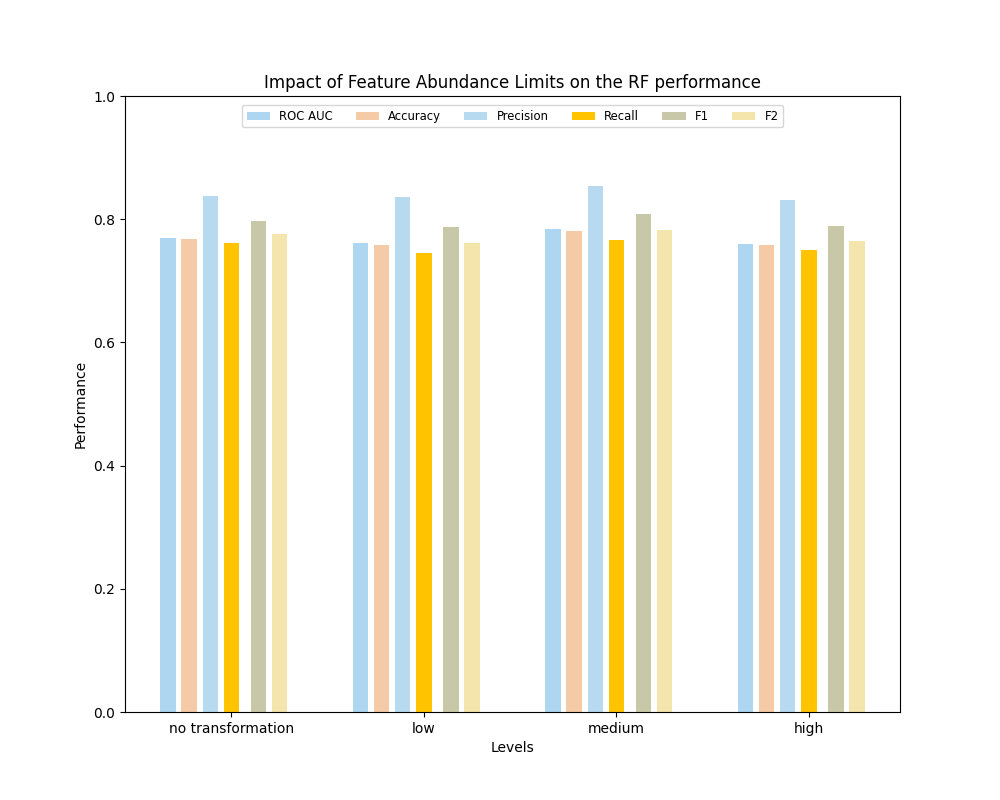 Impact of Feature Abundance Limits on the RF performance
ROC AUC Accuracy Precision Recall F1 F2
1.0
0.8
0.6
0.4
0.2
0.0
Performance
no transformation low medium high
Levels